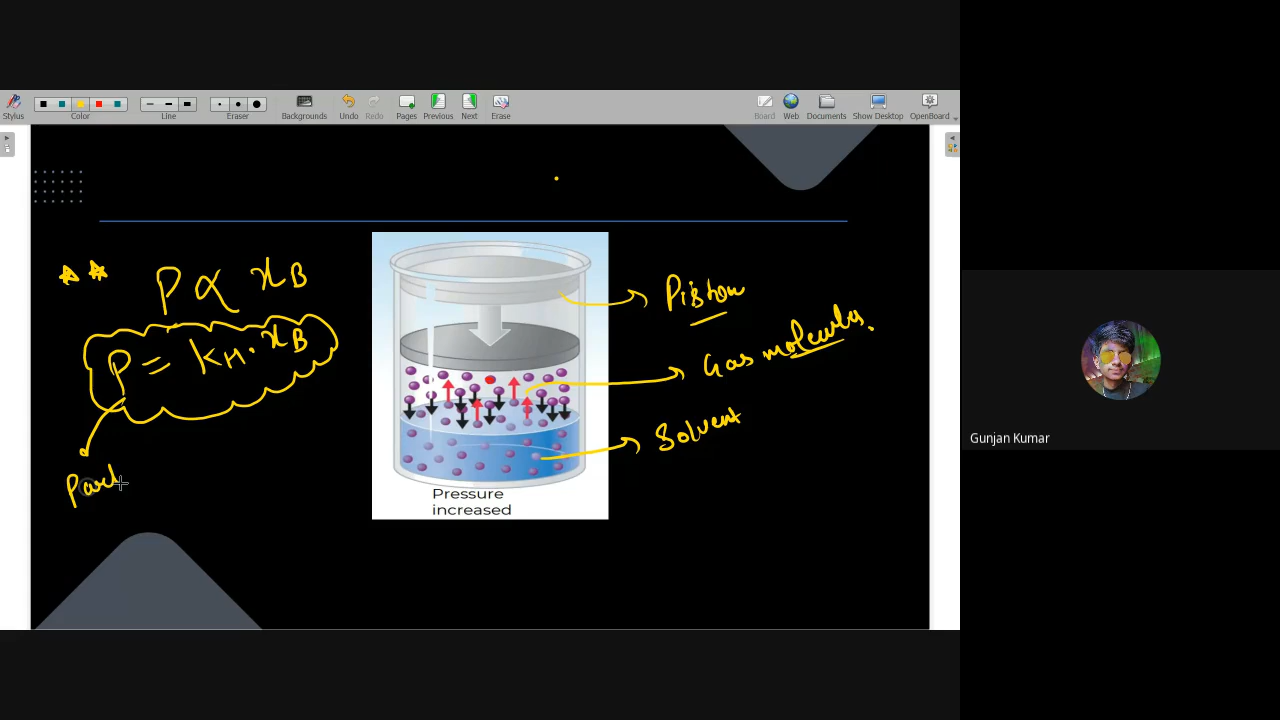 Stylus
Color
Line
Eraser
Backgrounds
Undo
Redo
Pages
Previous
Next
Erase
Board
Web
Documents
Show Desktop
OpenBoard
P ∝ xB
P = KH . xB
Part
Piston
Gas molecules.
Solvent
Pressure
increased
Gunjan Kumar